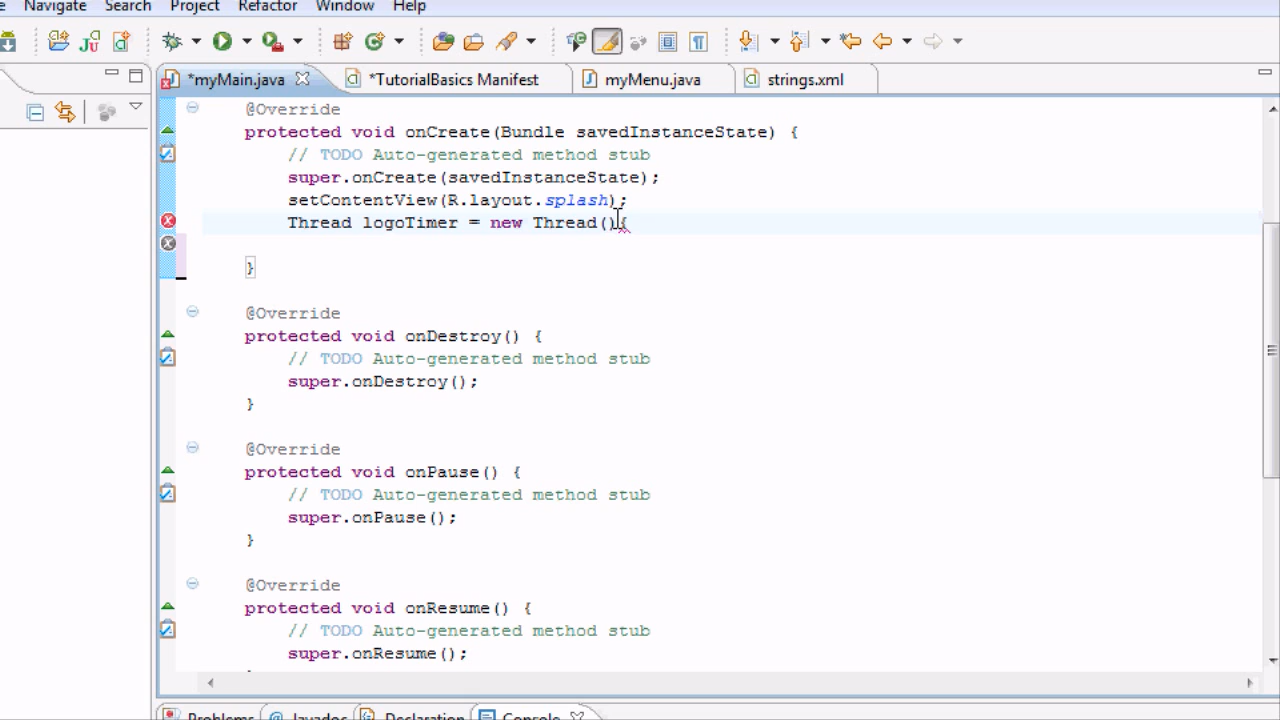 Navigate Search Project Refactor Window Help
*myMain.java *TutorialBasics Manifest myMenu.java strings.xml
@Override
protected void onCreate(Bundle savedInstanceState) {
// TODO Auto-generated method stub
super.onCreate(savedInstanceState);
setContentView(R.layout.splash);
Thread logoTimer = new Thread(){
}
@Override
protected void onDestroy() {
// TODO Auto-generated method stub
super.onDestroy();
}
@Override
protected void onPause() {
// TODO Auto-generated method stub
super.onPause();
}
@Override
protected void onResume() {
// TODO Auto-generated method stub
super.onResume();
Problems @ Javadoc Declaration Console